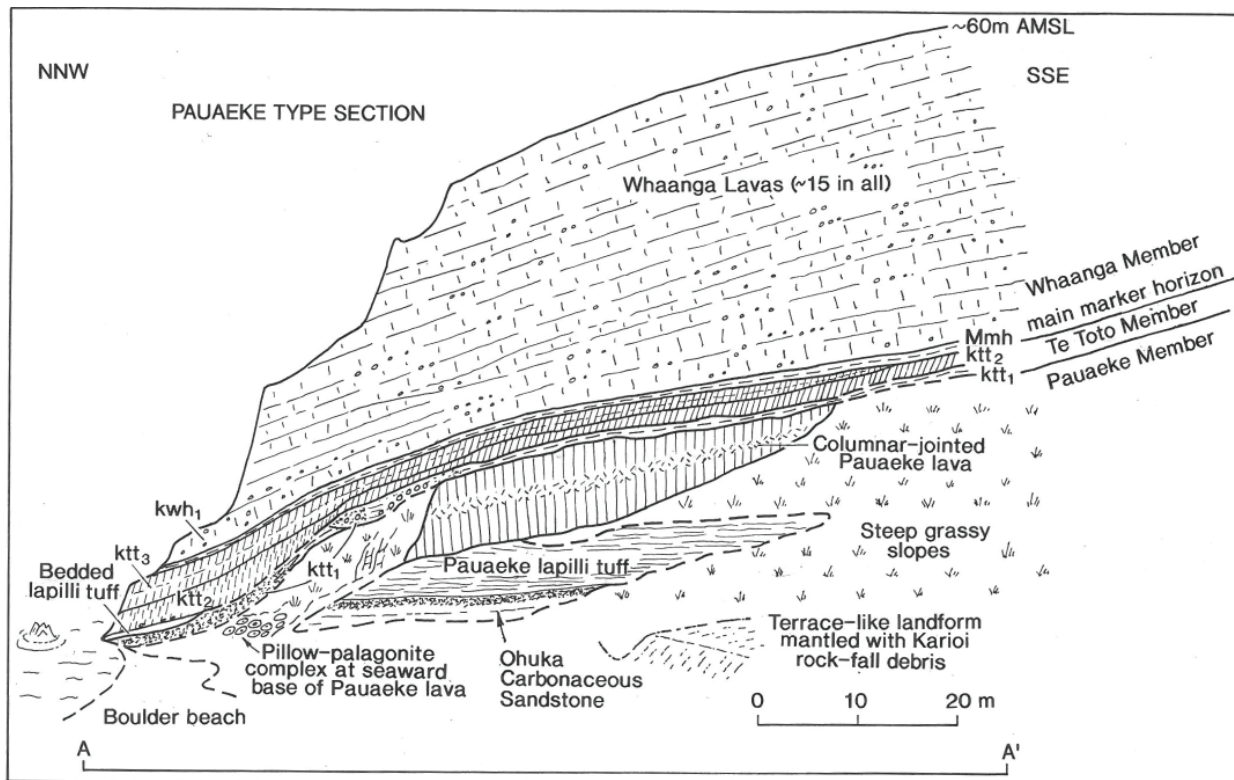 ~60m AMSL
NNW
SSE
PAUAEKE TYPE SECTION
Whaanga Lavas (~15 in all)
Whaanga Member
main marker horizon
Te Toto Member
Pauaeke Member
Mmh
ktt2
ktt1
Columnar-jointed
Pauaeke lava
kwh1
ktt3
Bedded
lapilli tuff
ktt2
ktt1
Pauaeke lapilli tuff
Steep grassy
slopes
Pillow-palagonite
complex at seaward
base of Pauaeke lava
Ohuka
Carbonaceous
Sandstone
Terrace-like landform
mantled with Karioi
rock-fall debris
Boulder beach
0 10 20 m
A A'